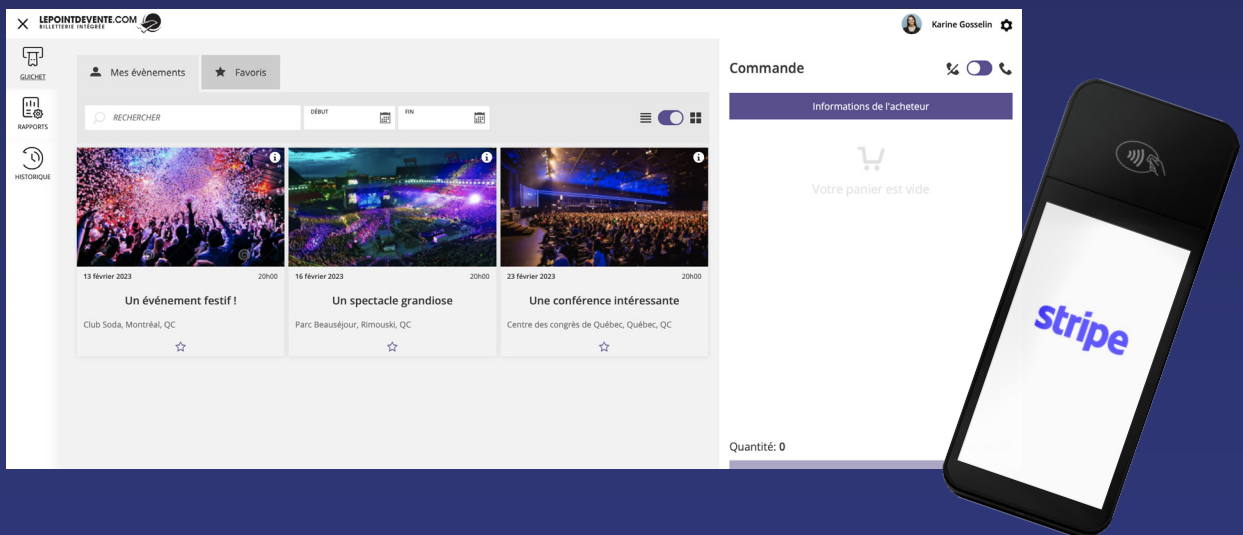 LEPOINTDEVENTE.COM
BILLETTERIE INTÉGRÉE
Karine Gosselin
GUICHET
RAPPORTS
HISTORIQUE
Mes évènements
Favoris
RECHERCHER
DÉBUT
FIN
13 février 2023
20h00
Un événement festif !
Club Soda, Montréal, QC
16 février 2023
20h00
Un spectacle grandiose
Parc Beauséjour, Rimouski, QC
23 février 2023
20h00
Une conférence intéressante
Centre des congrès de Québec, Québec, QC
Commande
Informations de l'acheteur
Votre panier est vide
Quantité: 0
stripe